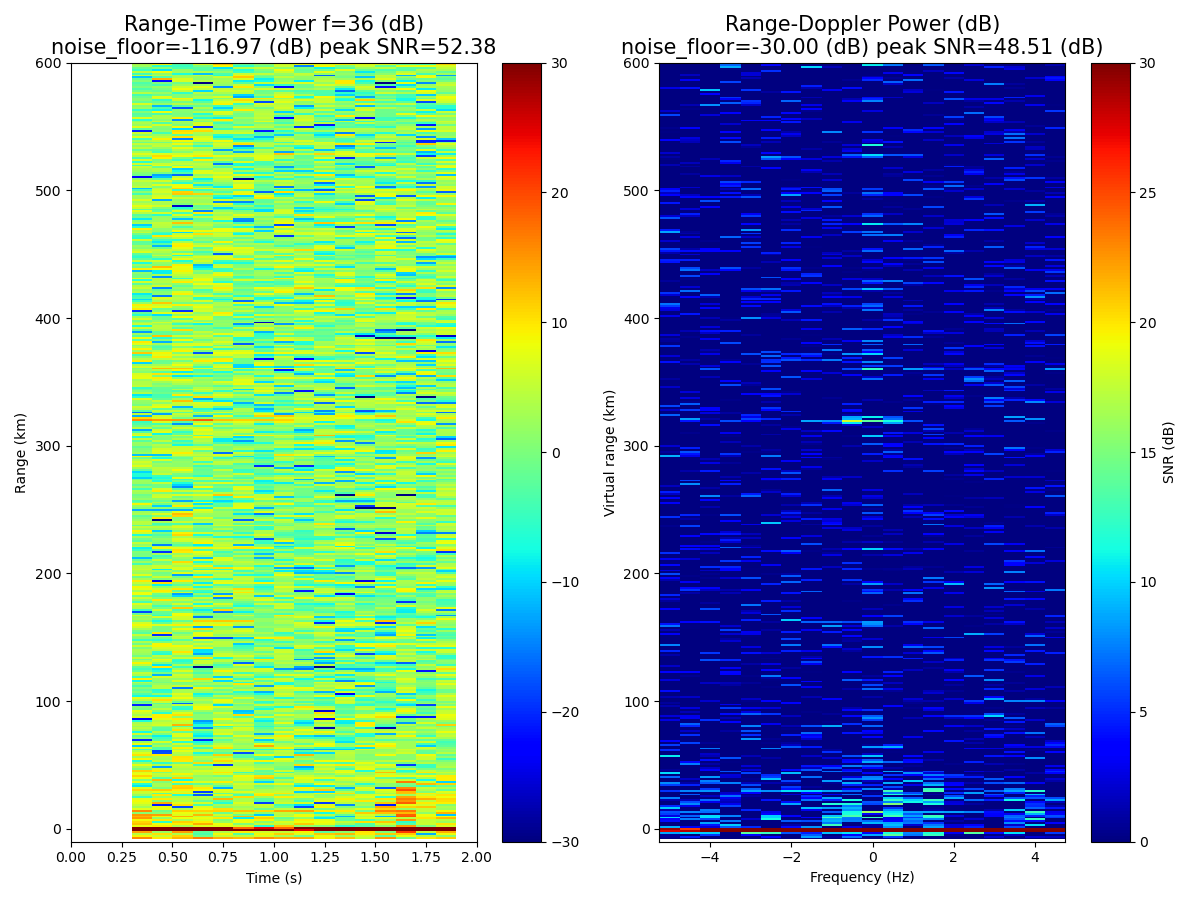 Range-Time Power f=36 (dB)
noise_floor=-116.97 (dB) peak SNR=52.38
600
500
400
300
200
100
0
Range (km)
0.00 0.25 0.50 0.75 1.00 1.25 1.50 1.75 2.00
Time (s)
30
20
10
0
−10
−20
−30
Range-Doppler Power (dB)
noise_floor=-30.00 (dB) peak SNR=48.51 (dB)
600
500
400
300
200
100
0
Virtual range (km)
−4 −2 0 2 4
Frequency (Hz)
30
25
20
15
10
5
0
SNR (dB)